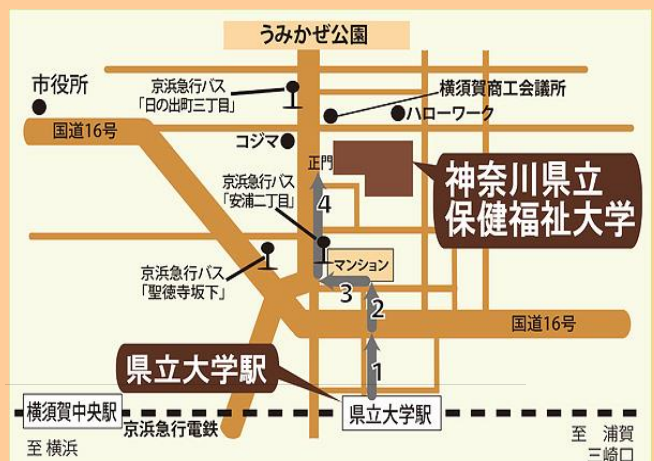 うみかぜ公園
市役所
京浜急行バス
「日の出町三丁目」
横須賀商工会議所
ハローワーク
国道16号
コジマ
正門
神奈川県立
保健福祉大学
京浜急行バス
「安浦二丁目」
4
京浜急行バス
「聖徳寺坂下」
マンション
3
2
国道16号
県立大学駅
1
横須賀中央駅
京浜急行電鉄
県立大学駅
至 横浜
至 浦賀
三崎口